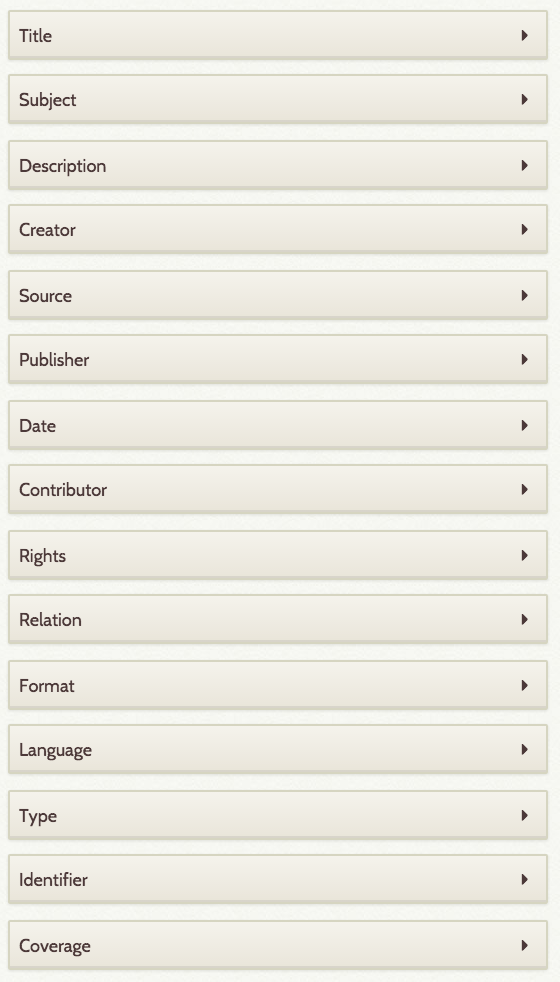 Title
Subject
Description
Creator
Source
Publisher
Date
Contributor
Rights
Relation
Format
Language
Type
Identifier
Coverage